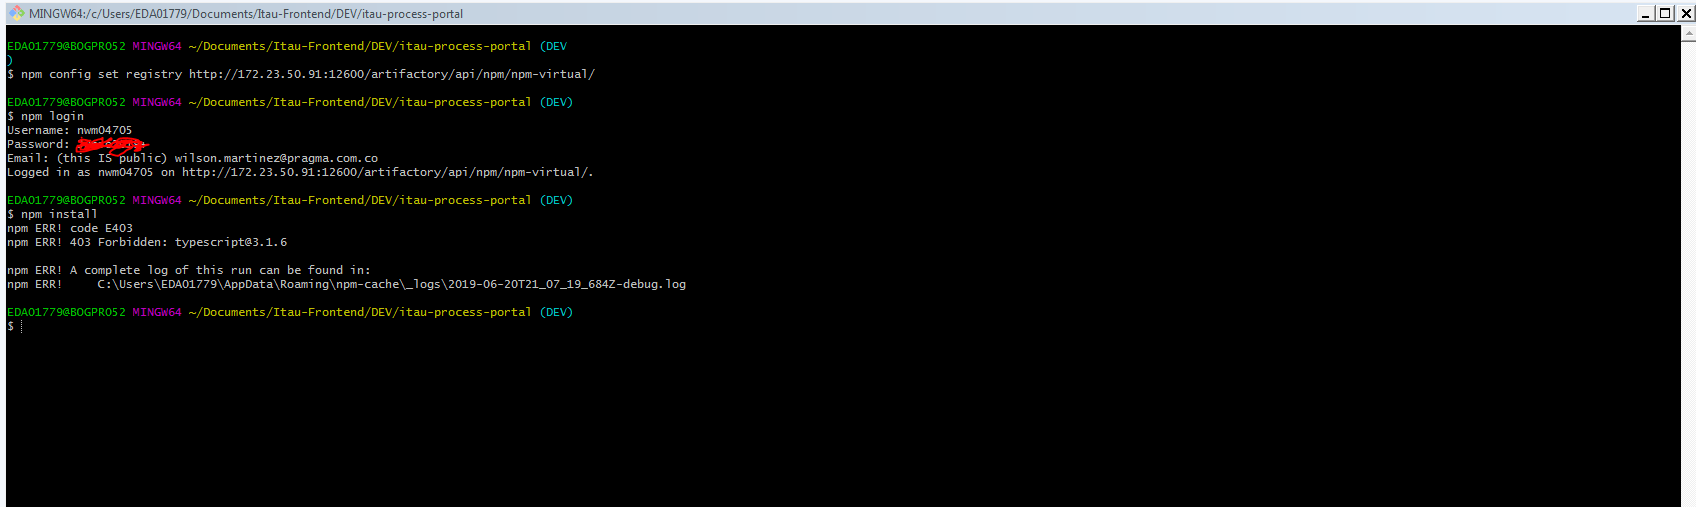 MINGW64:/c/Users/EDA01779/Documents/Itau-Frontend/DEV/itau-process-portal
EDA01779@BOGPR052 MINGW64 ~/Documents/Itau-Frontend/DEV/itau-process-portal (DEV
)
$ npm config set registry http://172.23.50.91:12600/artifactory/api/npm/npm-virtual/
EDA01779@BOGPR052 MINGW64 ~/Documents/Itau-Frontend/DEV/itau-process-portal (DEV)
$ npm login
Username: nwm04705
Password:
Email: (this IS public) wilson.martinez@pragma.com.co
Logged in as nwm04705 on http://172.23.50.91:12600/artifactory/api/npm/npm-virtual/.
EDA01779@BOGPR052 MINGW64 ~/Documents/Itau-Frontend/DEV/itau-process-portal (DEV)
$ npm install
npm ERR! code E403
npm ERR! 403 Forbidden: typescript@3.1.6
npm ERR! A complete log of this run can be found in:
npm ERR!     C:\Users\EDA01779\AppData\Roaming\npm-cache\_logs\2019-06-20T21_07_19_684Z-debug.log
EDA01779@BOGPR052 MINGW64 ~/Documents/Itau-Frontend/DEV/itau-process-portal (DEV)
$